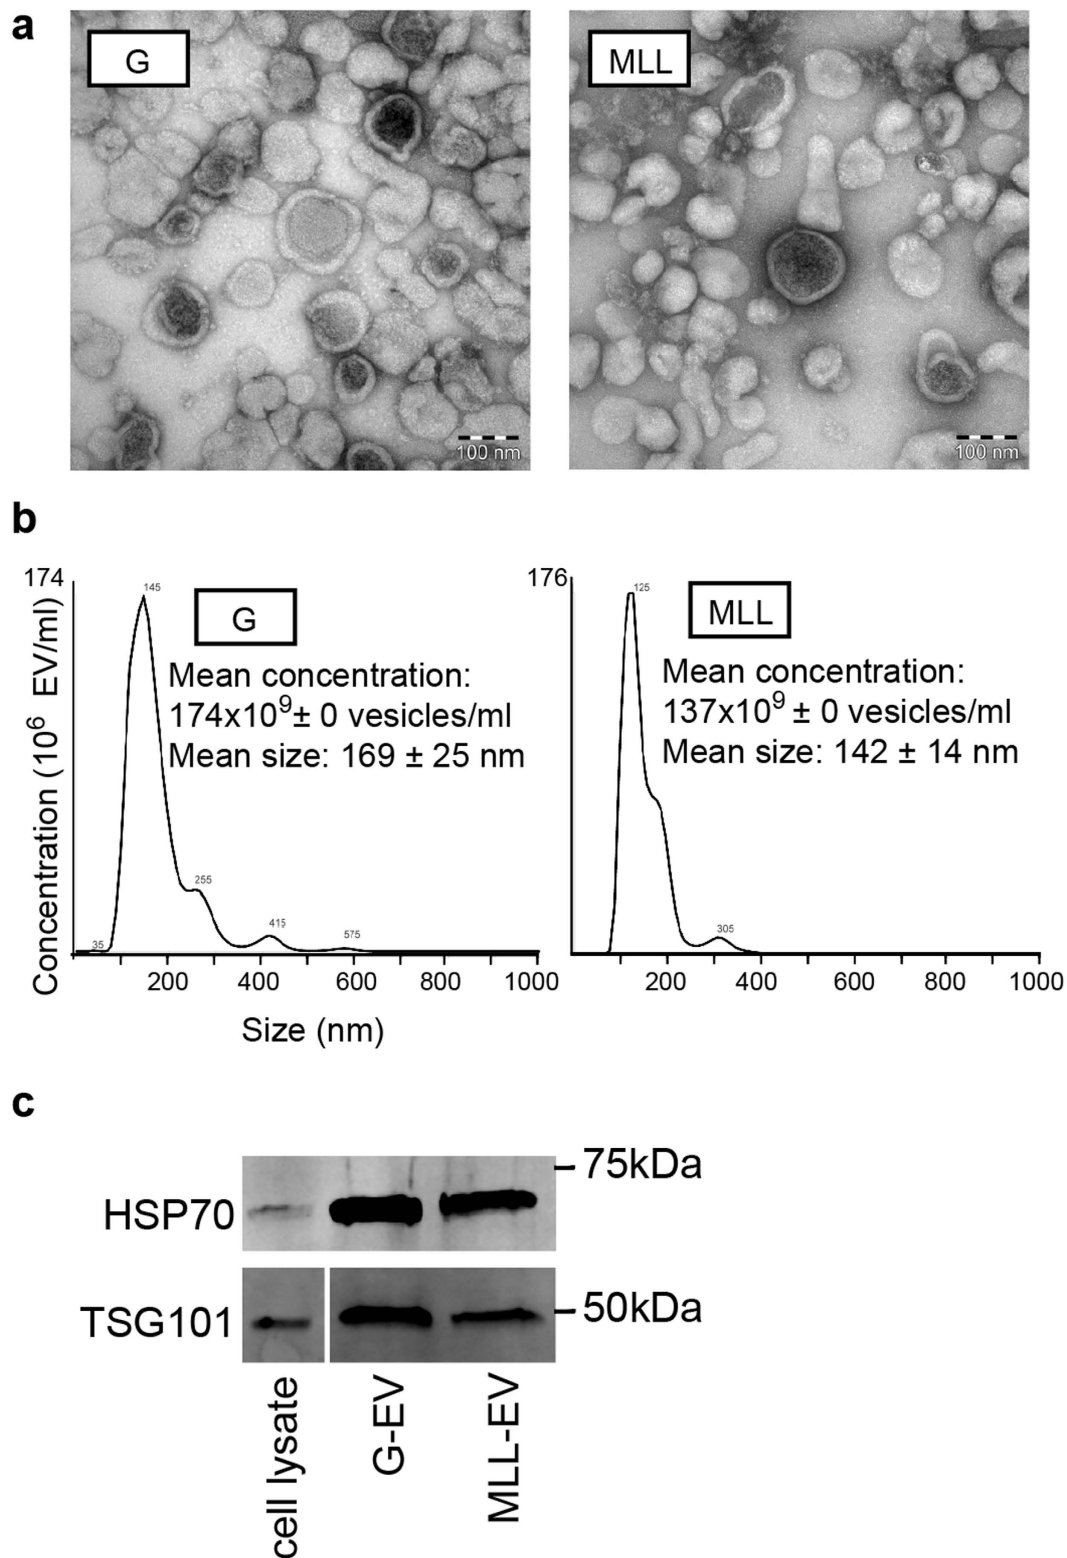 a
G
MLL
100 nm
100 nm
b
174
145
G
Mean concentration:
174x10⁹± 0 vesicles/ml
Mean size: 169 ± 25 nm
255
415
575
35
Concentration (10⁶ EV/ml)
200 400 600 800 1000
Size (nm)
176
125
MLL
Mean concentration:
137x10⁹ ± 0 vesicles/ml
Mean size: 142 ± 14 nm
305
200 400 600 800 1000
c
75kDa
HSP70
50kDa
TSG101
cell lysate
G-EV
MLL-EV